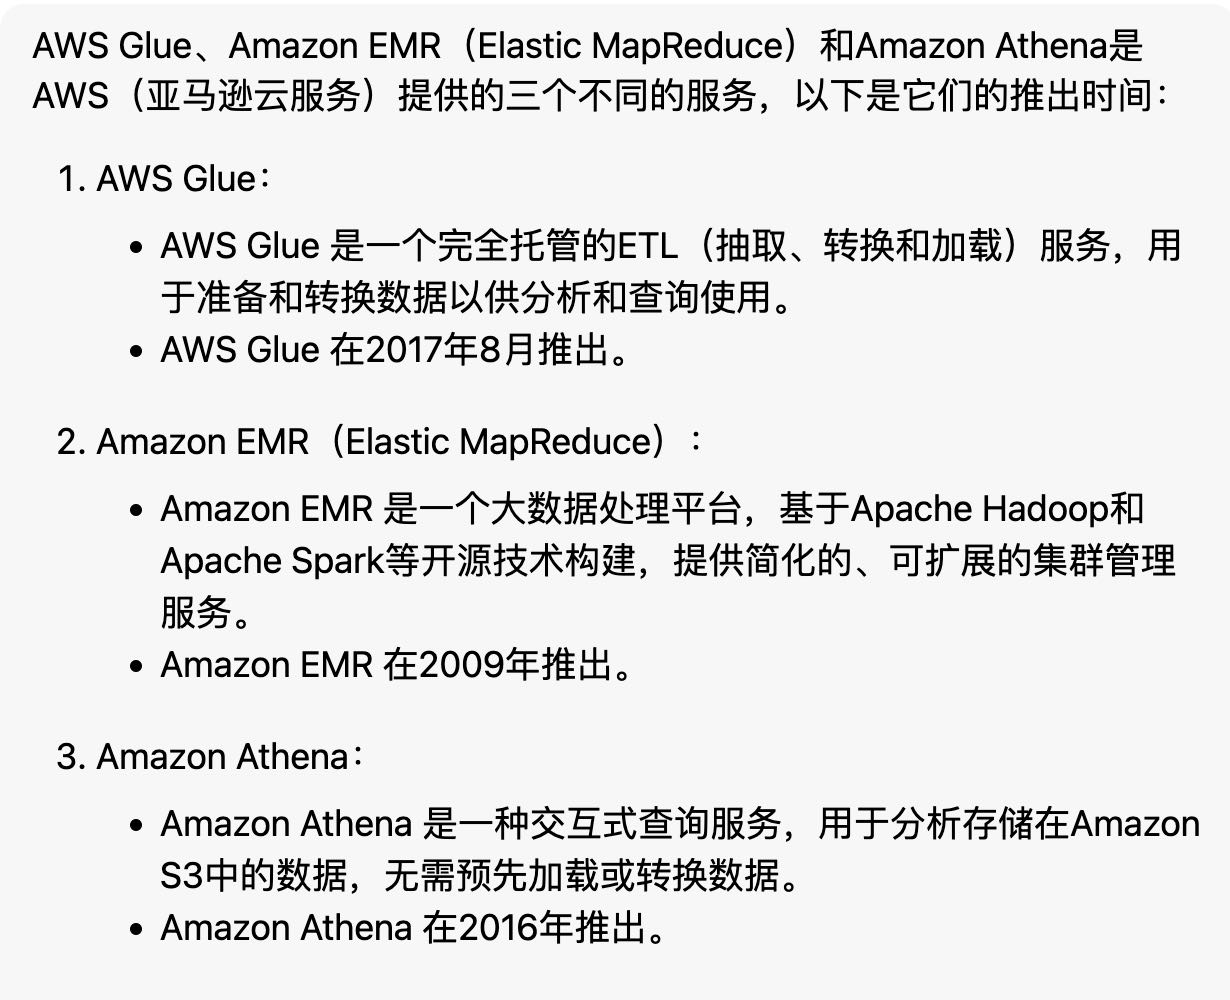 AWS Glue、Amazon EMR（Elastic MapReduce）和Amazon Athena是
AWS（亚马逊云服务）提供的三个不同的服务，以下是它们的推出时间：
1. AWS Glue：
• AWS Glue 是一个完全托管的ETL（抽取、转换和加载）服务，用
于准备和转换数据以供分析和查询使用。
• AWS Glue 在2017年8月推出。
2. Amazon EMR（Elastic MapReduce）：
• Amazon EMR 是一个大数据处理平台，基于Apache Hadoop和
Apache Spark等开源技术构建，提供简化的、可扩展的集群管理
服务。
• Amazon EMR 在2009年推出。
3. Amazon Athena：
• Amazon Athena 是一种交互式查询服务，用于分析存储在Amazon
S3中的数据，无需预先加载或转换数据。
• Amazon Athena 在2016年推出。